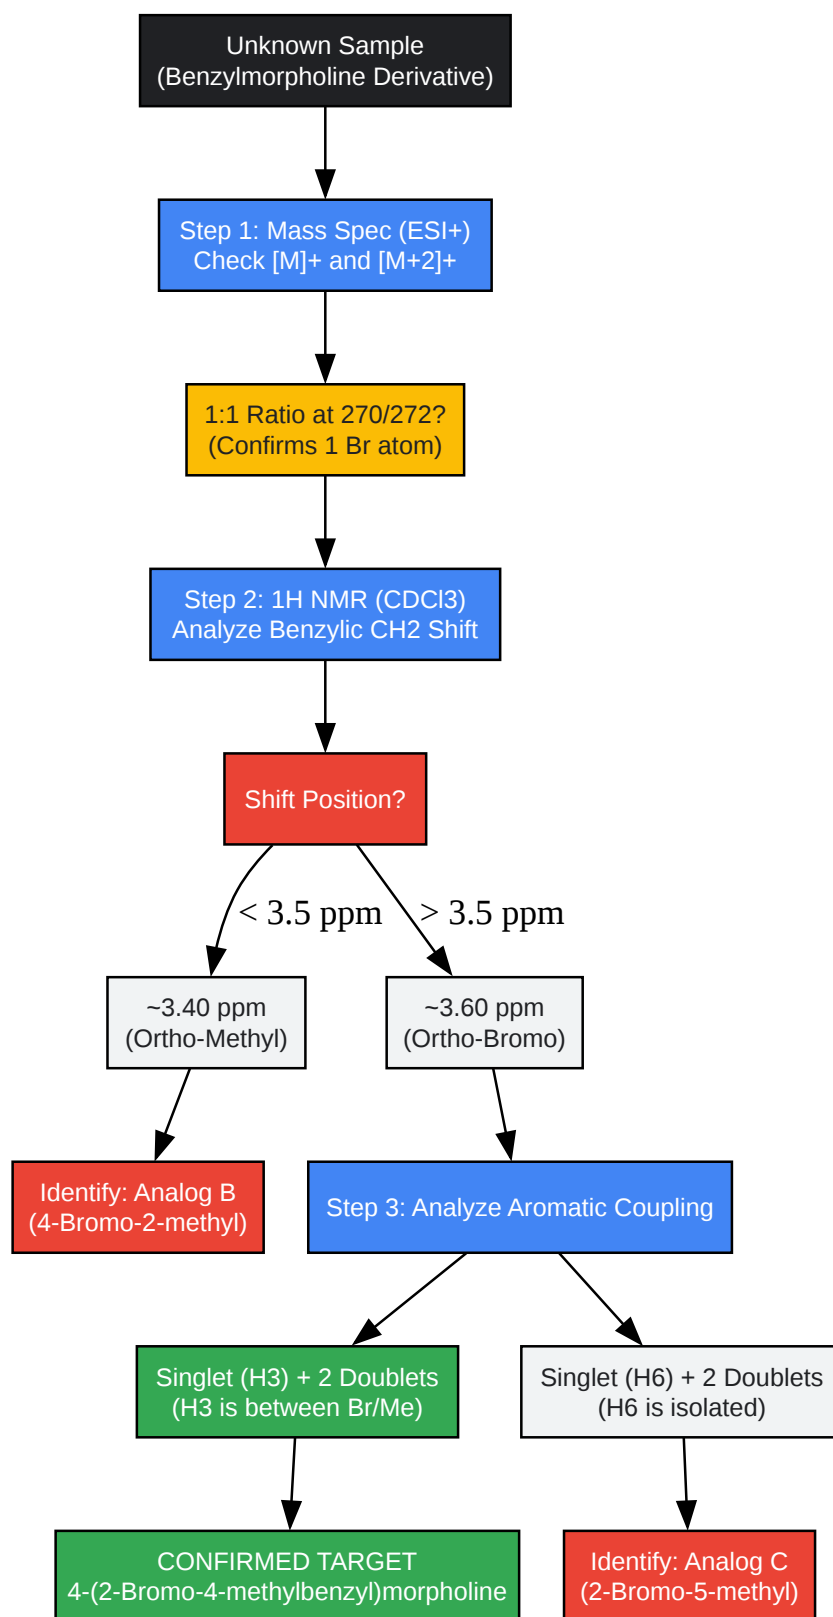 Unknown Sample
(Benzylmorpholine Derivative)
Step 1: Mass Spec (ESI+)
Check [M]+ and [M+2]+
1:1 Ratio at 270/272?
(Confirms 1 Br atom)
Step 2: 1H NMR (CDCl3)
Analyze Benzylic CH2 Shift
Shift Position?
< 3.5 ppm
> 3.5 ppm
~3.40 ppm
(Ortho-Methyl)
~3.60 ppm
(Ortho-Bromo)
Identify: Analog B
(4-Bromo-2-methyl)
Step 3: Analyze Aromatic Coupling
Singlet (H3) + 2 Doublets
(H3 is between Br/Me)
Singlet (H6) + 2 Doublets
(H6 is isolated)
CONFIRMED TARGET
4-(2-Bromo-4-methylbenzyl)morpholine
Identify: Analog C
(2-Bromo-5-methyl)